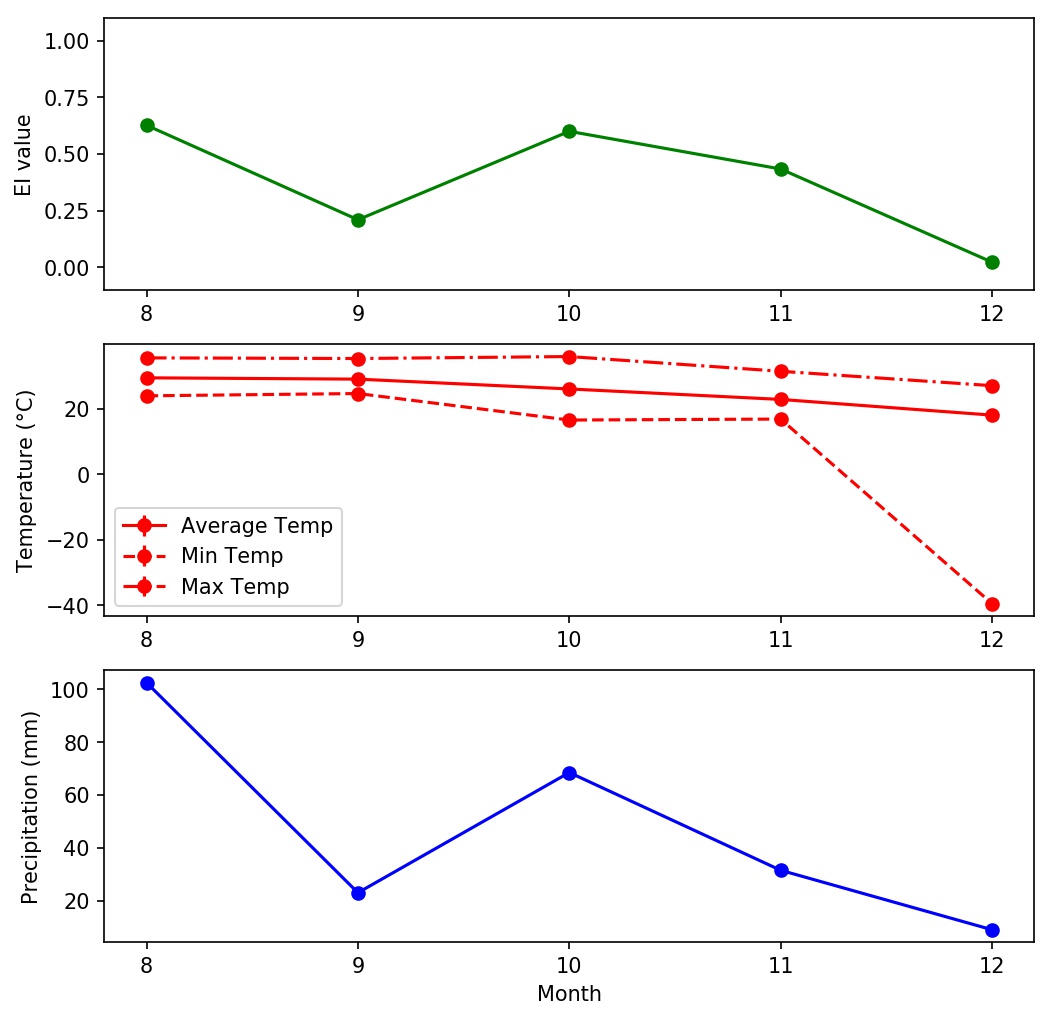 EI value
1.00
0.75
0.50
0.25
0.00
8 9 10 11 12
Temperature (°C)
20
0
−20
−40
Average Temp
Min Temp
Max Temp
8 9 10 11 12
Precipitation (mm)
100
80
60
40
20
8 9 10 11 12
Month